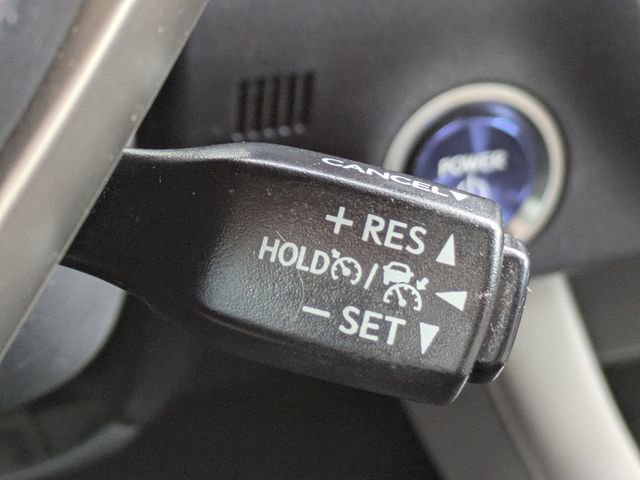 CANCEL▼
POWER
+ RES ▲
HOLD / ◀
− SET ▼